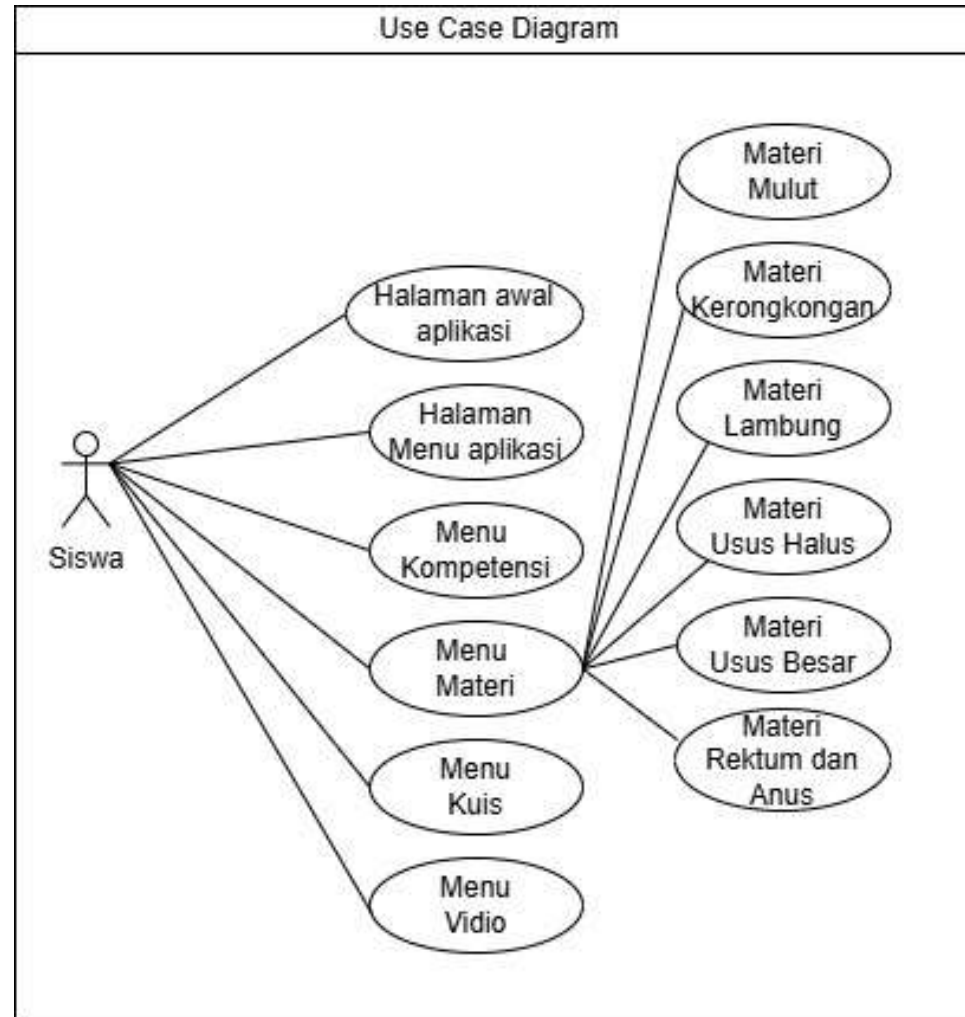 Use Case Diagram
Siswa
Halaman awal
aplikasi
Halaman
Menu aplikasi
Menu
Kompetensi
Menu
Materi
Menu
Kuis
Menu
Vidio
Materi
Mulut
Materi
Kerongkongan
Materi
Lambung
Materi
Usus Halus
Materi
Usus Besar
Materi
Rektum dan
Anus